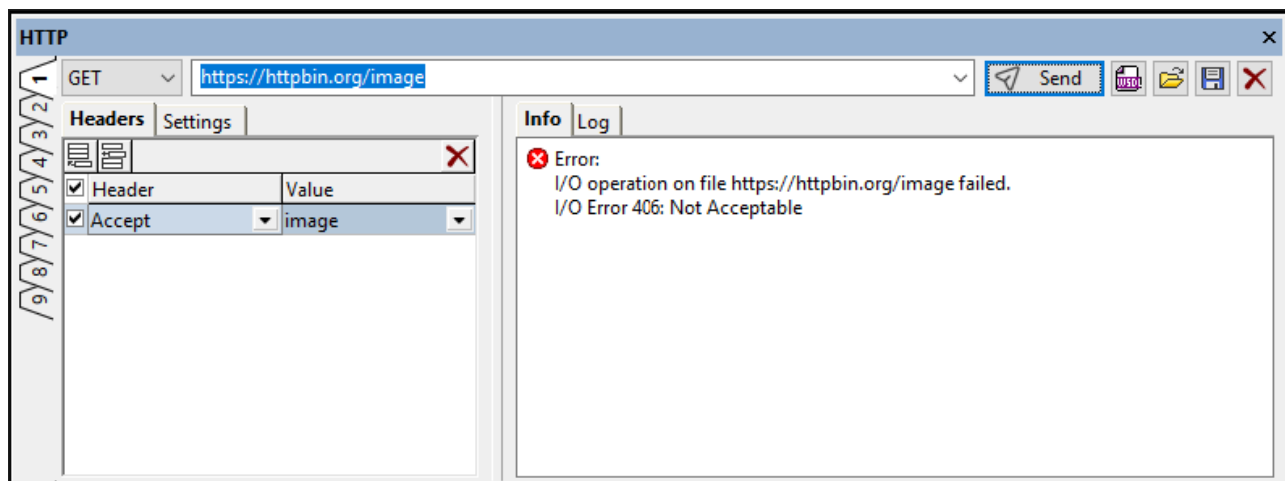 HTTP
1
2
3
4
5
6
7
8
9
GET
https://httpbin.org/image
Send
WSDL
Headers
Settings
Header
Value
Accept
image
Info
Log
Error:
I/O operation on file https://httpbin.org/image failed.
I/O Error 406: Not Acceptable